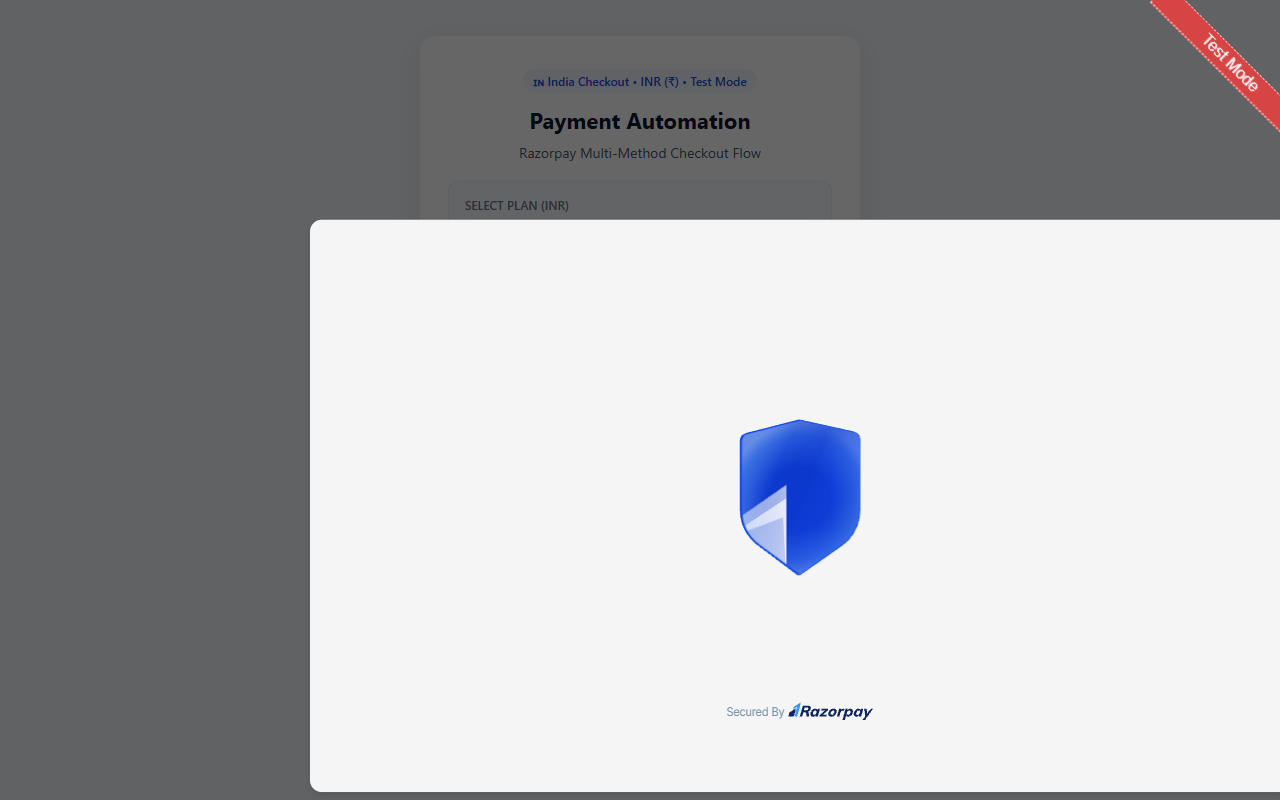 Test Mode
ɪɴ India Checkout • INR (₹) • Test Mode
Payment Automation
Razorpay Multi-Method Checkout Flow
SELECT PLAN (INR)
Secured By Razorpay